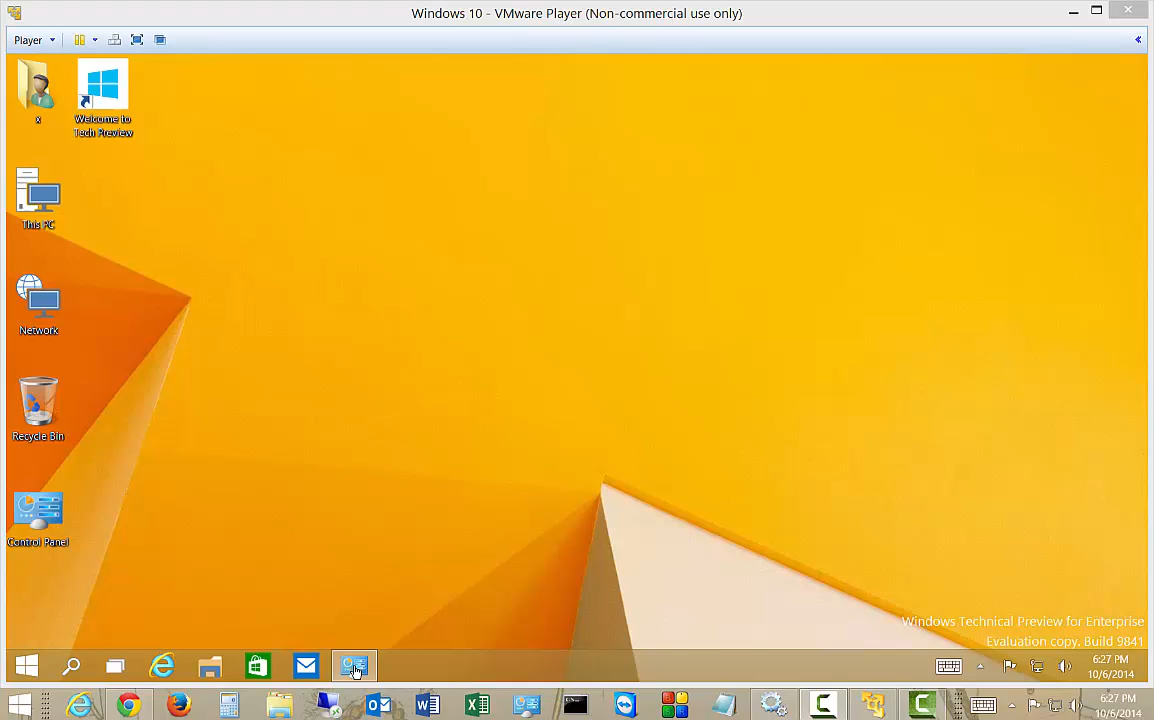 Windows 10 - VMware Player (Non-commercial use only)
Player
x
Welcome to
Tech Preview
This PC
Network
Recycle Bin
Control Panel
Windows Technical Preview for Enterprise
Evaluation copy. Build 9841
6:27 PM
10/6/2014
6:27 PM
10/6/2014